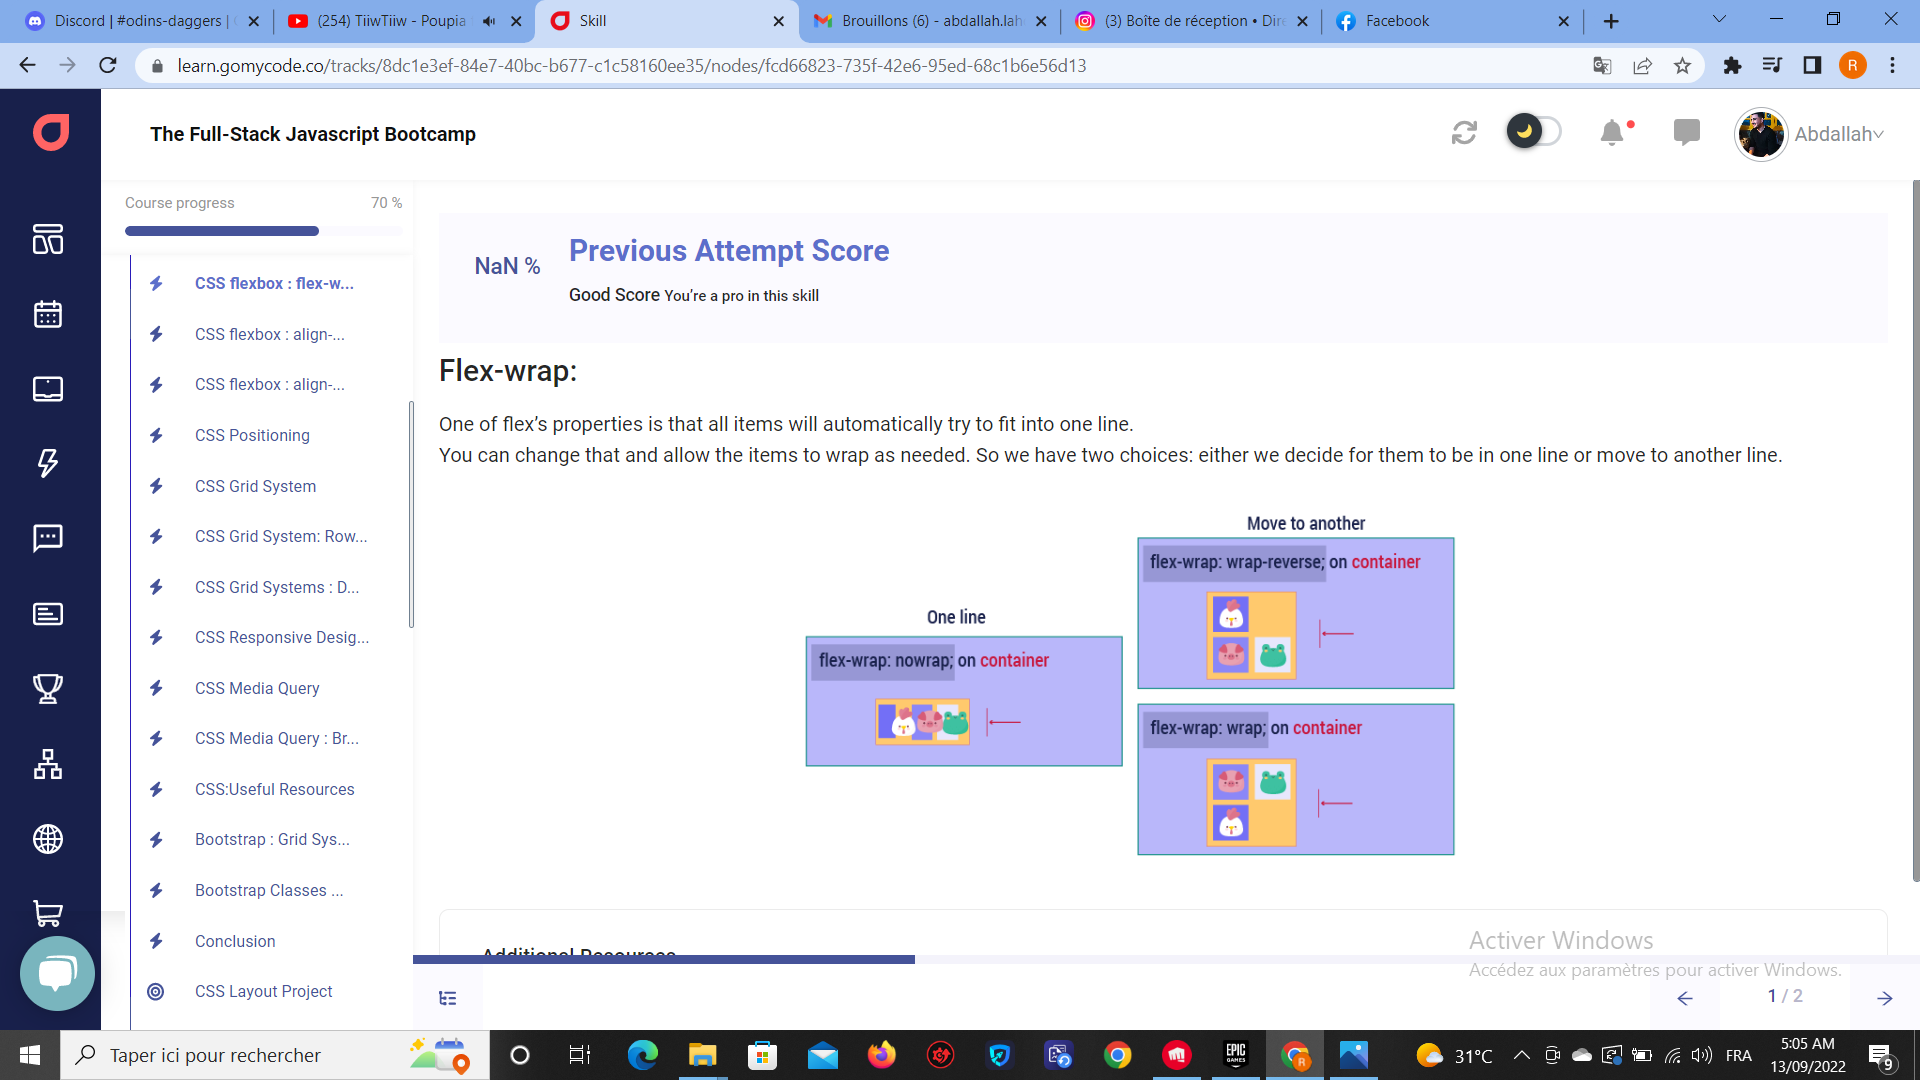 Discord | #odins-daggers |
(254) TiiwTiiw - Poupia
Skill
Brouillons (6) - abdallah.lah
(3) Boîte de réception • Dire
Facebook
learn.gomycode.co/tracks/8dc1e3ef-84e7-40bc-b677-c1c58160ee35/nodes/fcd66823-735f-42e6-95ed-68c1b6e56d13
R
The Full-Stack Javascript Bootcamp
Abdallah
Course progress
70 %
CSS flexbox : flex-w...
CSS flexbox : align-...
CSS flexbox : align-...
CSS Positioning
CSS Grid System
CSS Grid System: Row...
CSS Grid Systems : D...
CSS Responsive Desig...
CSS Media Query
CSS Media Query : Br...
CSS:Useful Resources
Bootstrap : Grid Sys...
Bootstrap Classes ...
Conclusion
CSS Layout Project
NaN %
Previous Attempt Score
Good Score You're a pro in this skill
Flex-wrap:
One of flex's properties is that all items will automatically try to fit into one line.
You can change that and allow the items to wrap as needed. So we have two choices: either we decide for them to be in one line or move to another line.
One line
flex-wrap: nowrap; on container
Move to another
flex-wrap: wrap-reverse; on container
flex-wrap: wrap; on container
Additional Resources
Activer Windows
Accédez aux paramètres pour activer Windows.
1 / 2
Taper ici pour rechercher
EPIC
GAMES
R
31°C
FRA
5:05 AM
13/09/2022
9